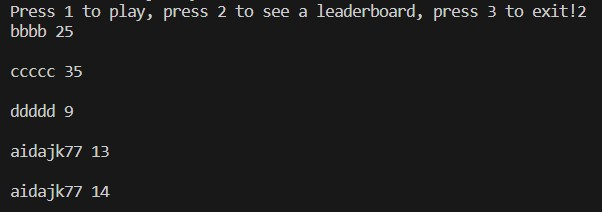 Press 1 to play, press 2 to see a leaderboard, press 3 to exit!2
bbbb 25
ccccc 35
ddddd 9
aidajk77 13
aidajk77 14